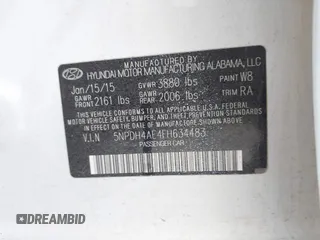 MANUFACTURED BY
HYUNDAI MOTOR MANUFACTURING ALABAMA, LLC
Jan/15/15 GVWR 3880 lbs PAINT W8
GAWR FRONT 2161 lbs GAWR REAR 2006 lbs TRIM RA
THIS VEHICLE CONFORMS TO ALL APPLICABLE U.S. FEDERAL
MOTOR VEHICLE SAFETY, BUMPER, AND THEFT PREVENTION STANDARDS
IN EFFECT ON THE DATE OF MANUFACTURE SHOWN ABOVE.
V.I.N 5NPDH4AE4FH634483
PASSENGER CAR